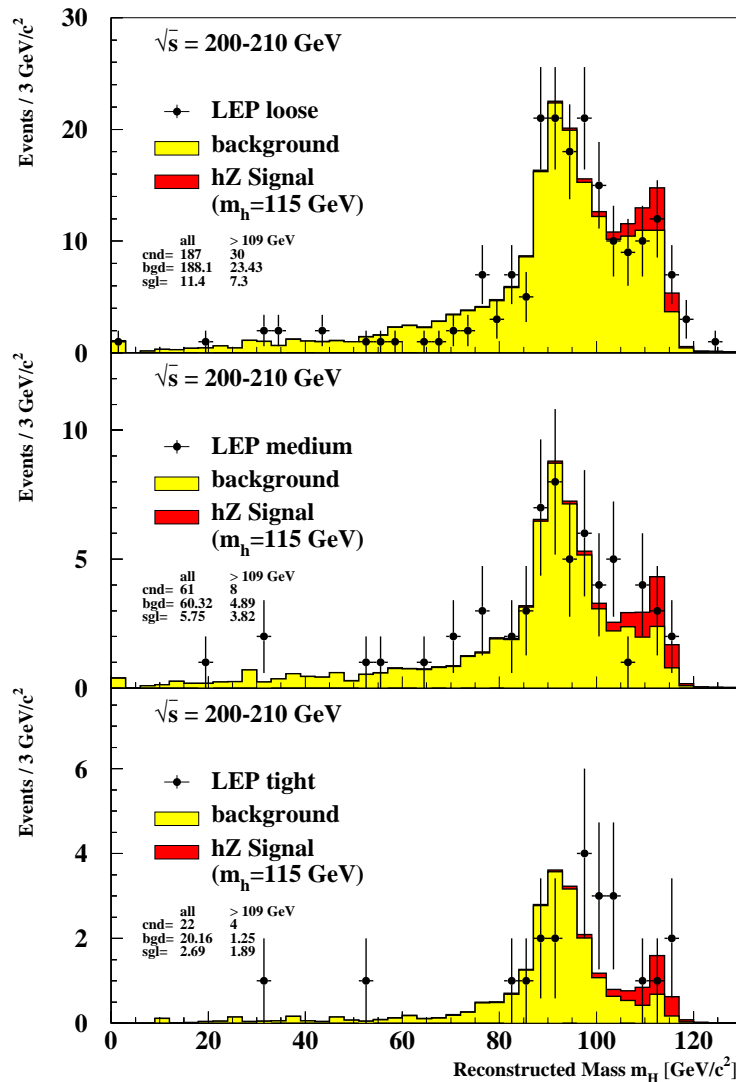 30
20
10
0
Events / 3 GeV/c²
√s = 200-210 GeV
LEP loose
background
hZ Signal
(m_h=115 GeV)
all > 109 GeV
cnd= 187 30
bgd= 188.1 23.43
sgl= 11.4 7.3
10
5
0
Events / 3 GeV/c²
√s = 200-210 GeV
LEP medium
background
hZ Signal
(m_h=115 GeV)
all > 109 GeV
cnd= 61 8
bgd= 60.32 4.89
sgl= 5.75 3.82
6
4
2
0
Events / 3 GeV/c²
√s = 200-210 GeV
LEP tight
background
hZ Signal
(m_h=115 GeV)
all > 109 GeV
cnd= 22 4
bgd= 20.16 1.25
sgl= 2.69 1.89
0 20 40 60 80 100 120
Reconstructed Mass m_H [GeV/c²]